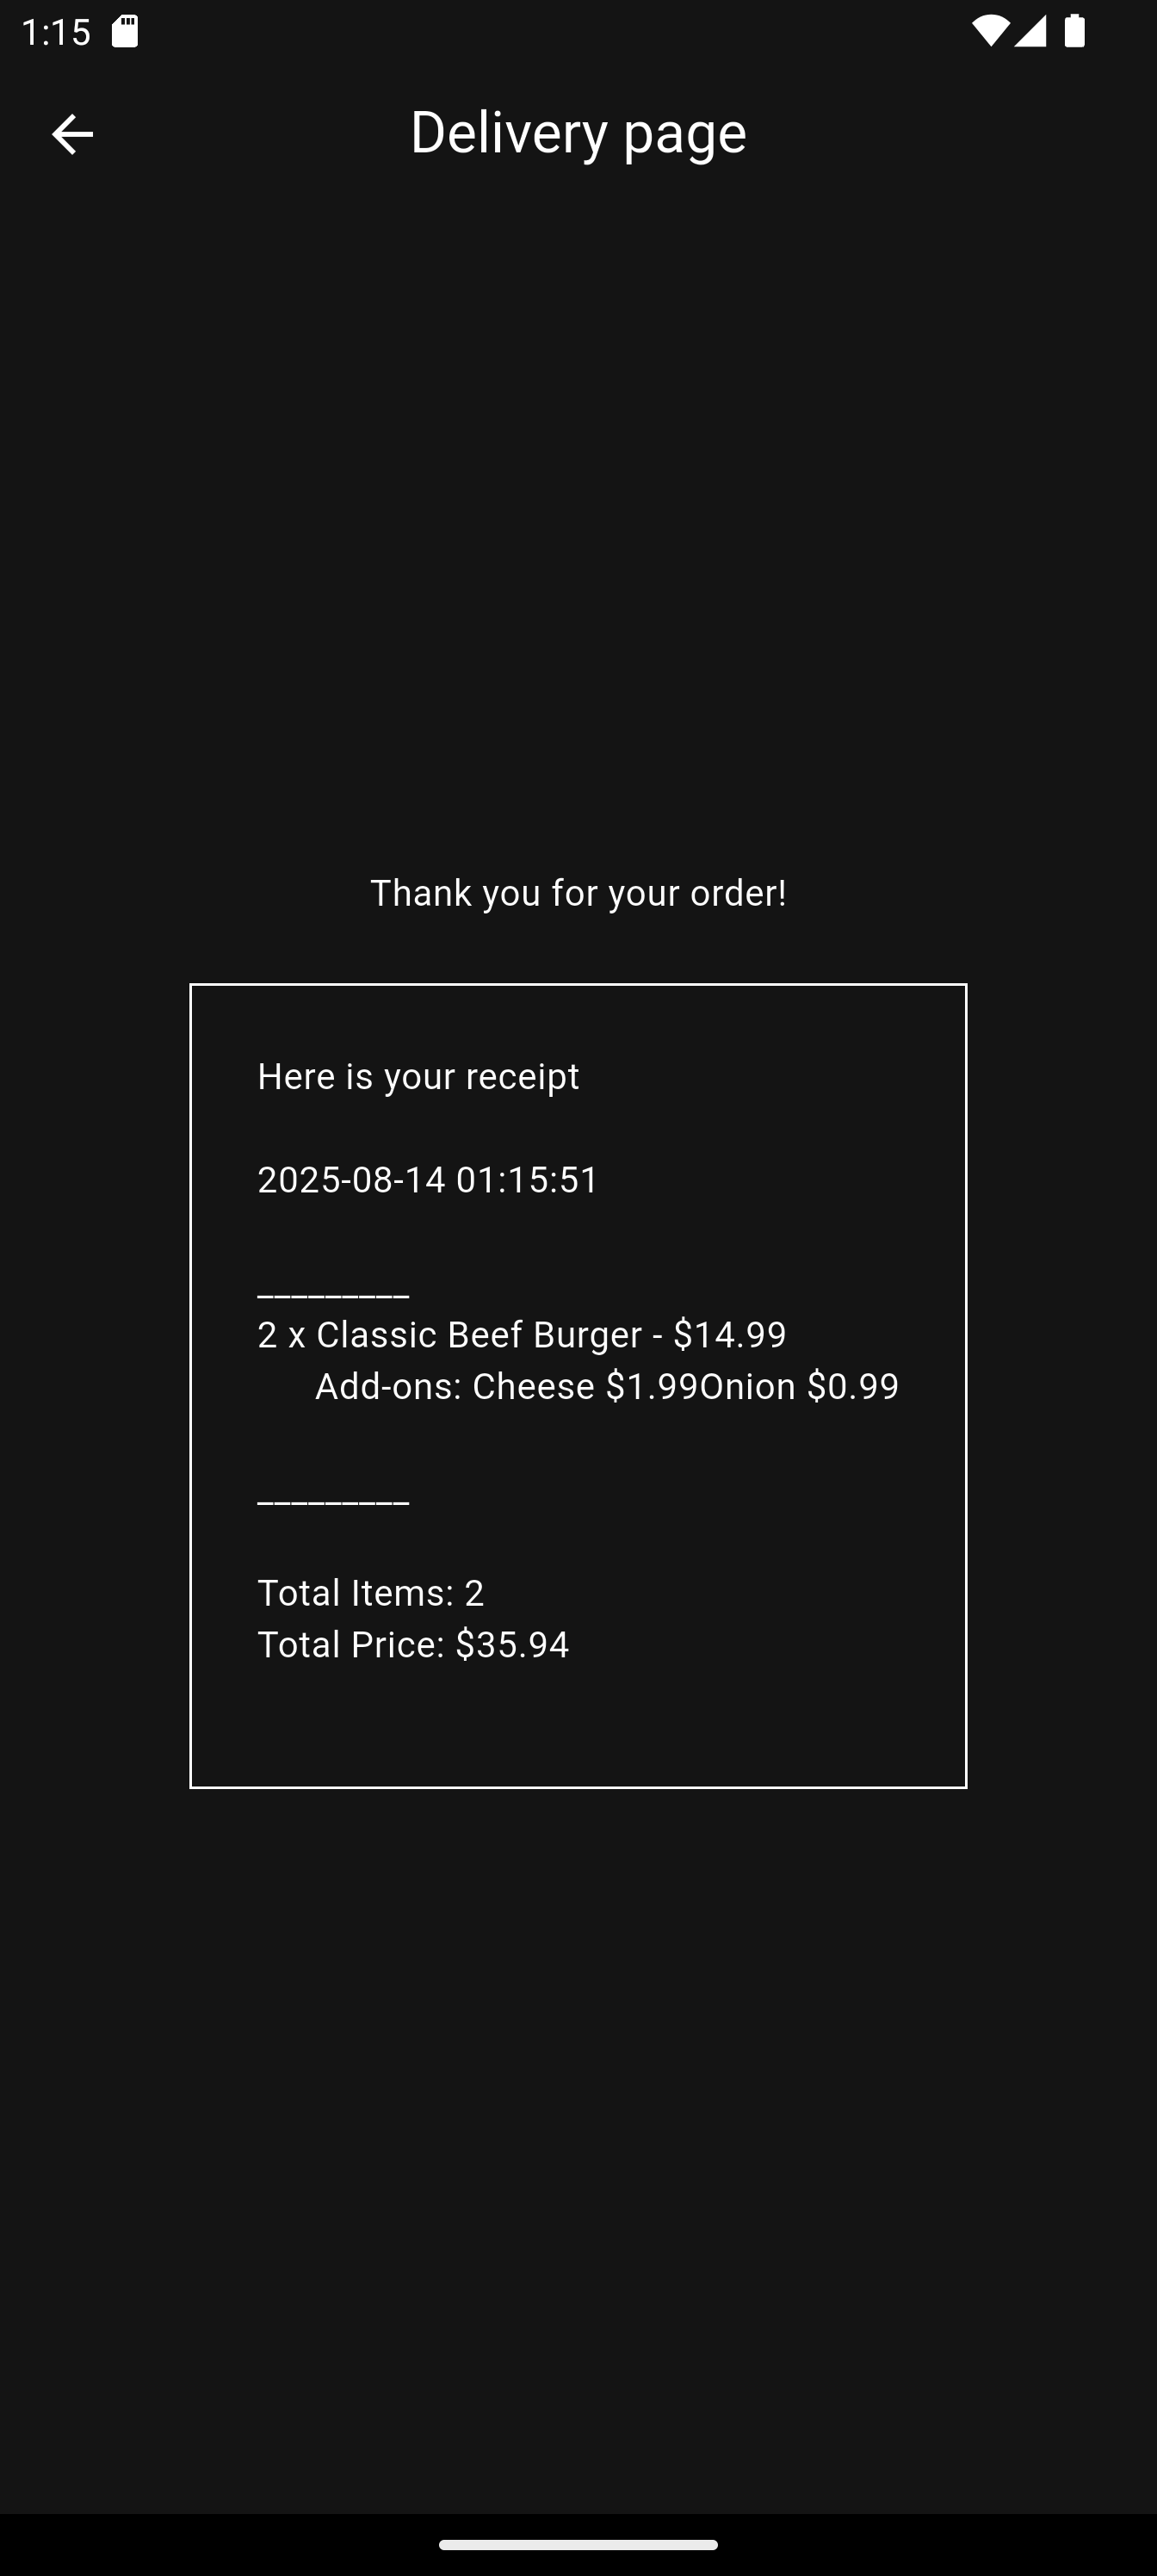 1:15
Delivery page
Thank you for your order!
Here is your receipt
2025-08-14 01:15:51
_________
2 x Classic Beef Burger - $14.99
Add-ons: Cheese $1.99Onion $0.99
_________
Total Items: 2
Total Price: $35.94